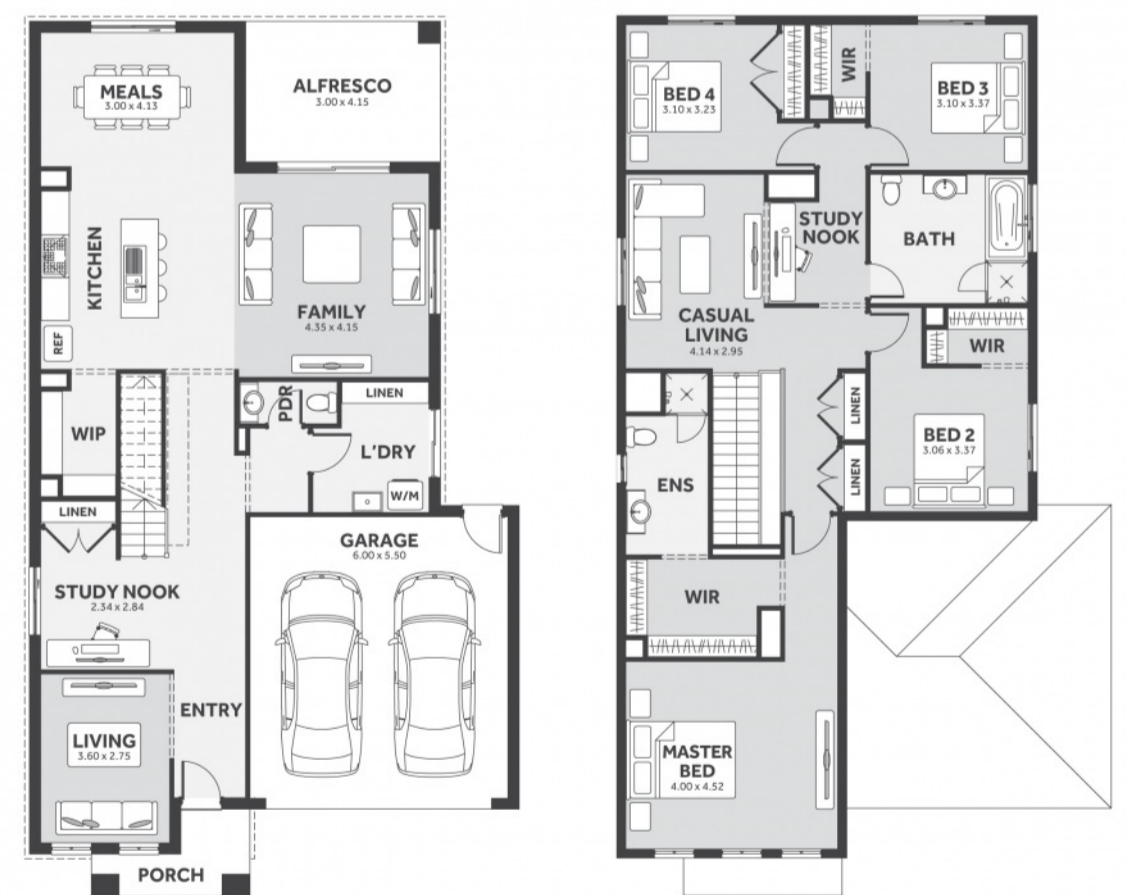 MEALS
3.00 x 4.13
ALFRESCO
3.00 x 4.15
KITCHEN
REF
FAMILY
4.35 x 4.15
WIP
PDR
LINEN
L'DRY
W/M
LINEN
GARAGE
6.00 x 5.50
STUDY NOOK
2.34 x 2.84
ENTRY
LIVING
3.60 x 2.75
PORCH
BED 4
3.10 x 3.23
WIR
BED 3
3.10 x 3.37
STUDY
NOOK
BATH
CASUAL
LIVING
4.14 x 2.95
WIR
LINEN
BED 2
3.06 x 3.37
LINEN
ENS
WIR
MASTER
BED
4.00 x 4.52